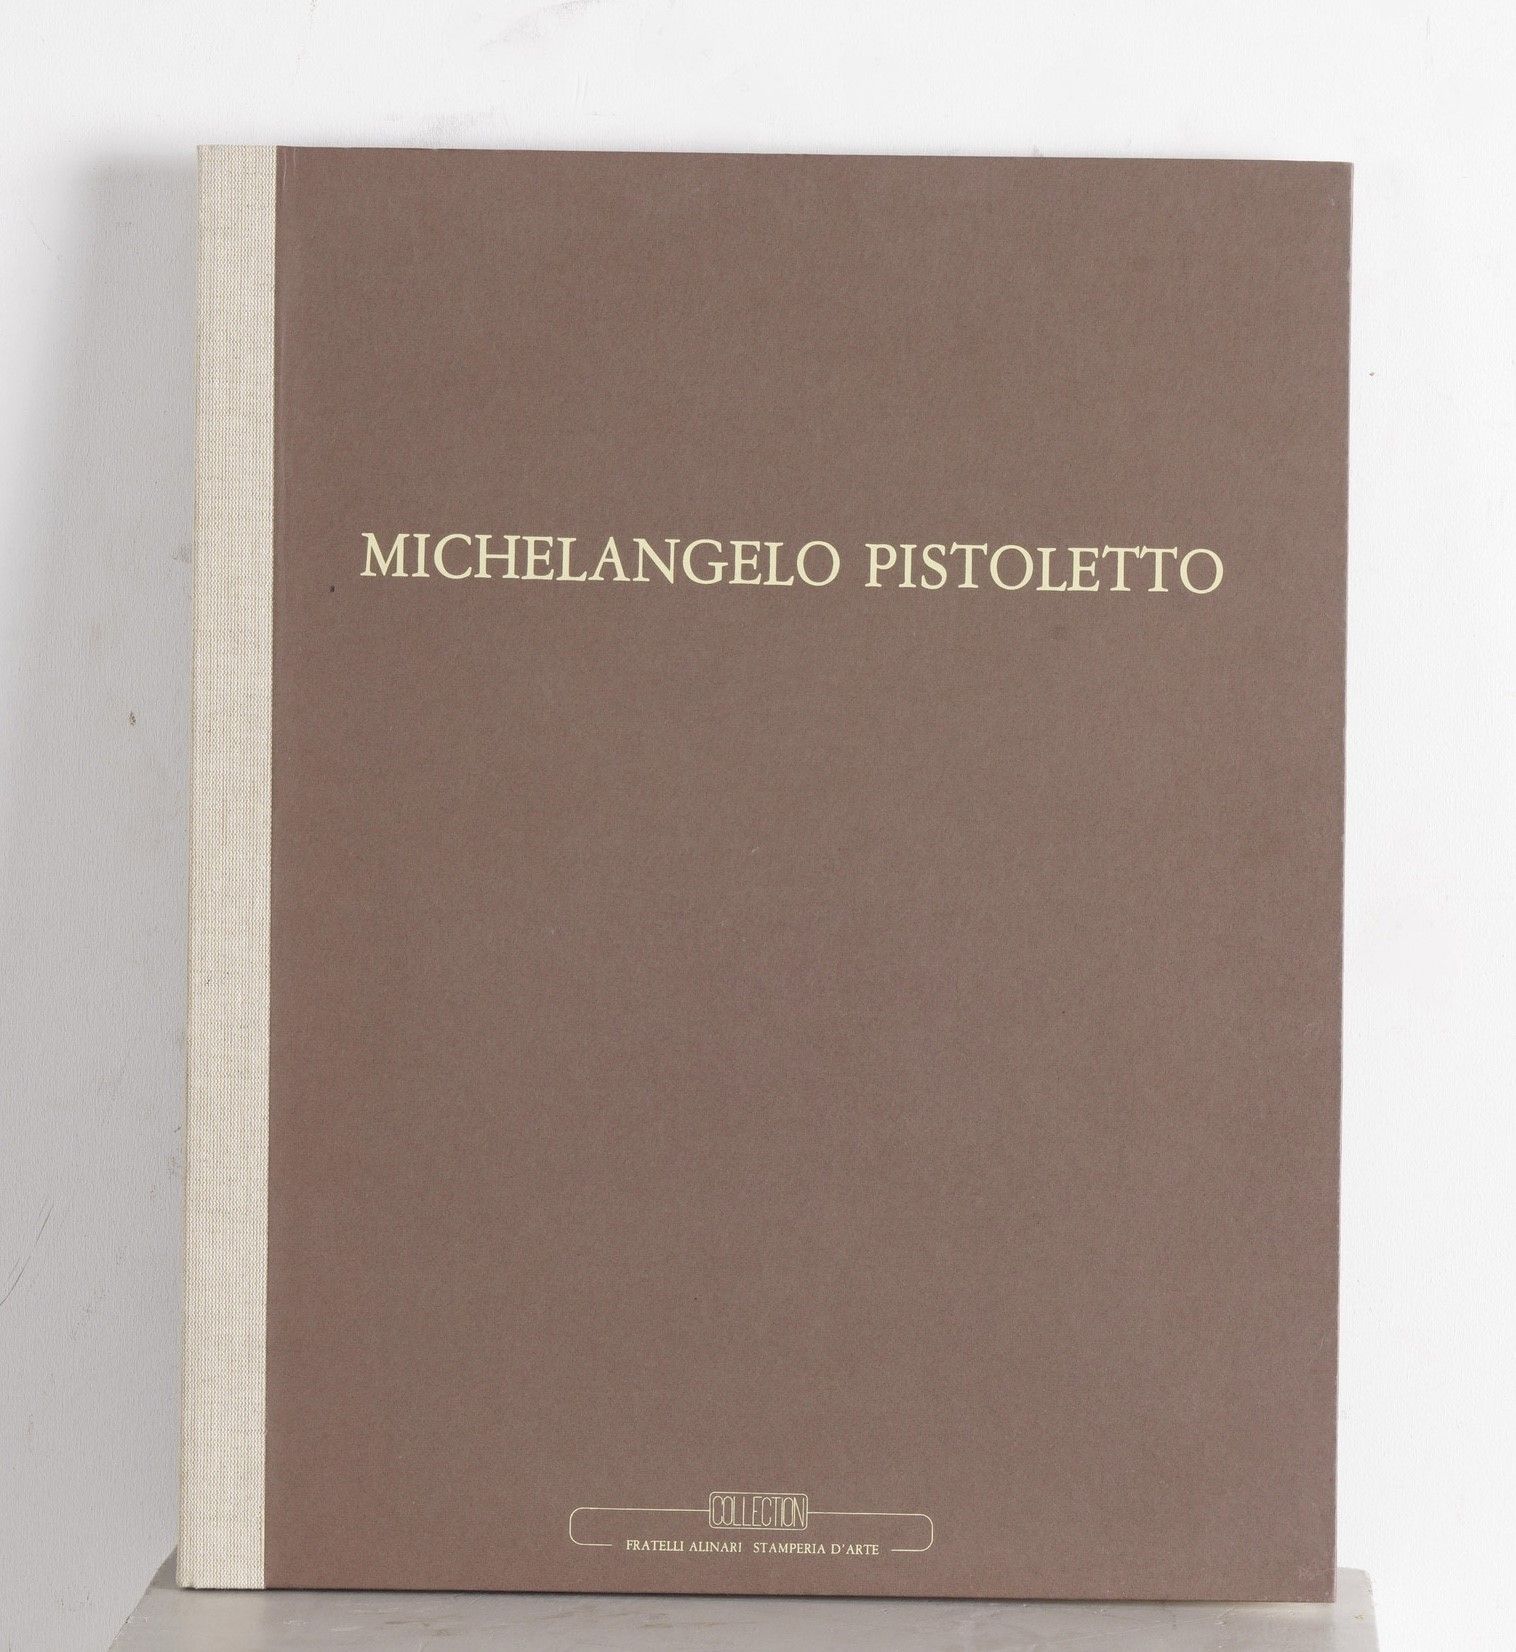 MICHELANGELO PISTOLETTO
COLLECTION
FRATELLI ALINARI STAMPERIA D'ARTE